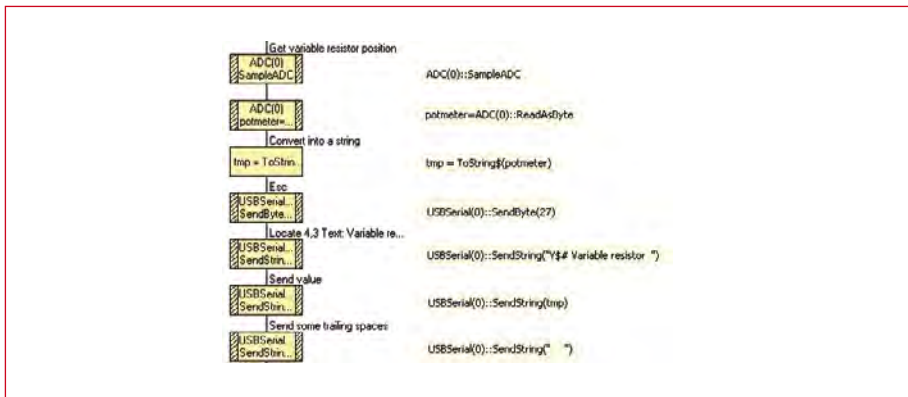 Get variable resistor position
ADC(0)
SampleADC
ADC(0)::SampleADC
ADC(0)
potmeter=...
potmeter=ADC(0)::ReadAsByte
Convert into a string
tmp = ToStrin...
tmp = ToString$(potmeter)
Esc
USBSerial...
SendByte...
USBSerial(0)::SendByte(27)
Locate 4,3 Text: Variable re...
USBSerial...
SendStrin...
USBSerial(0)::SendString("Y$# Variable resistor  ")
Send value
USBSerial...
SendStrin...
USBSerial(0)::SendString(tmp)
Send some trailing spaces
USBSerial...
SendStrin...
USBSerial(0)::SendString("     ")